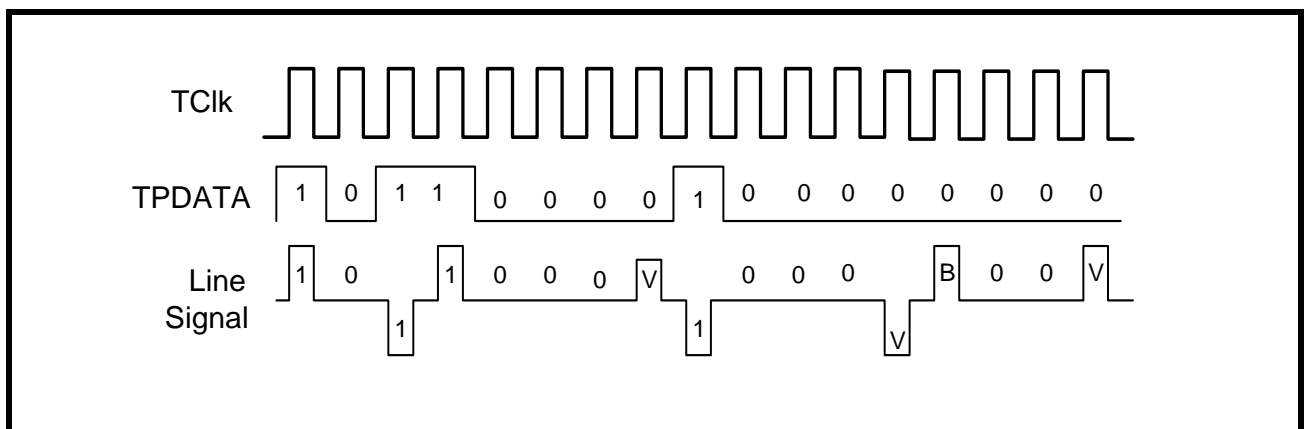 TClk
TPDATA 1 0 1 1 0 0 0 0 1 0 0 0 0 0 0 0 0
Line Signal 1 0 1 1 0 0 0 V 1 0 0 0 V B 0 0 V